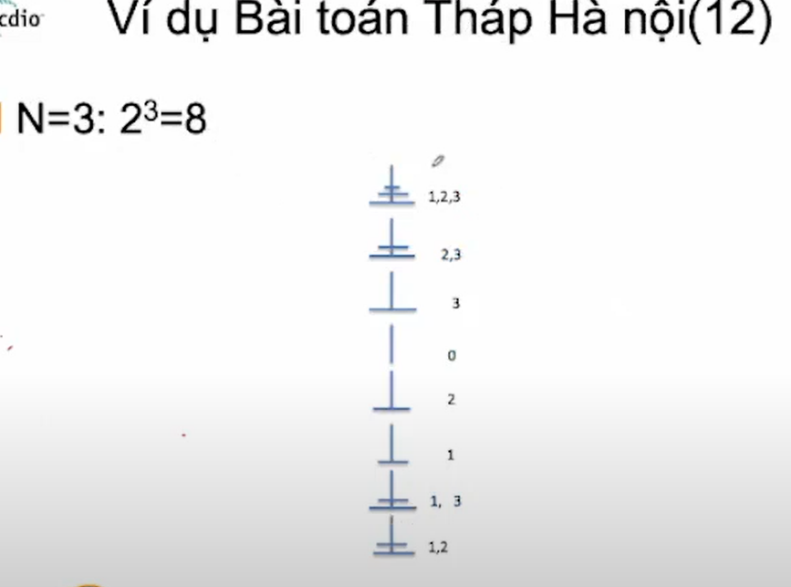 cdio
Ví dụ Bài toán Tháp Hà nội(12)
N=3: 2³=8
1,2,3
2,3
3
0
2
1
1, 3
1,2